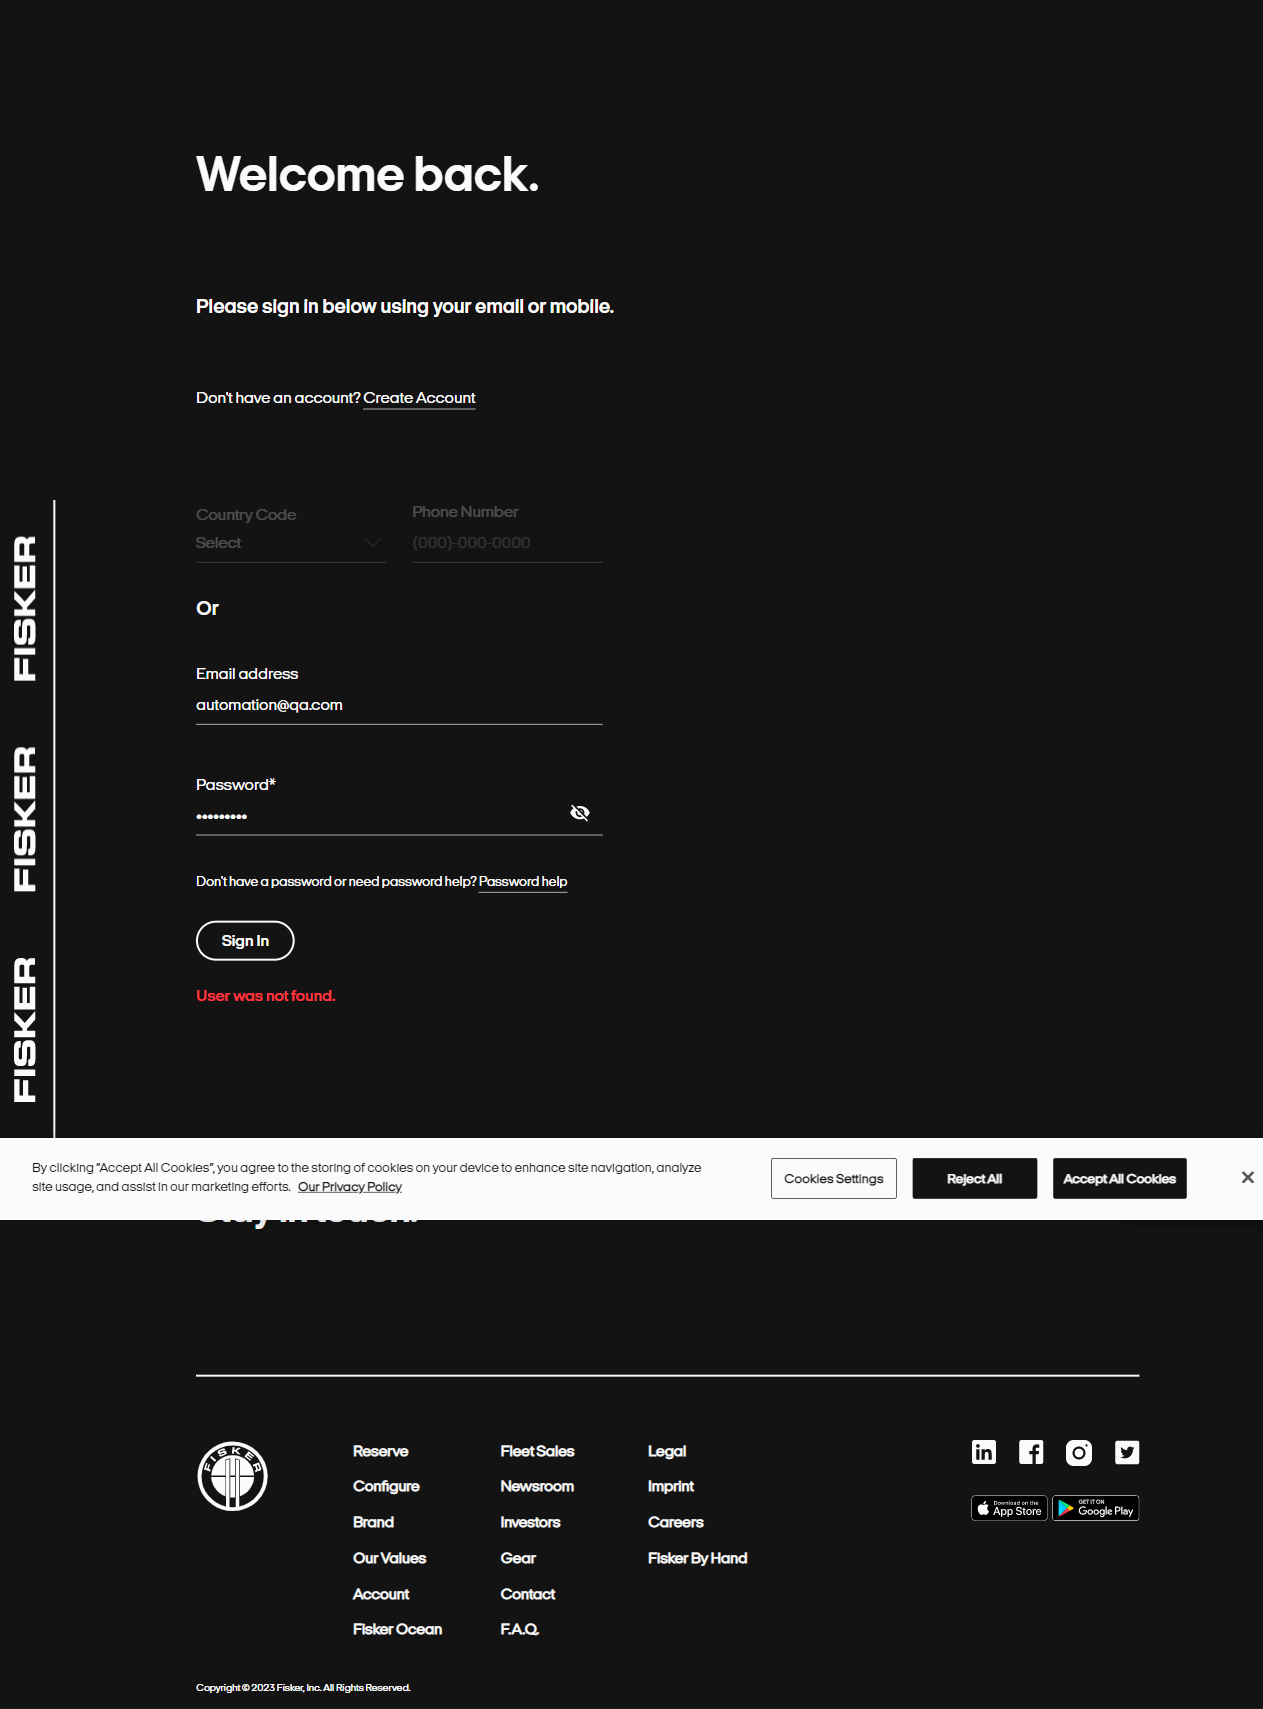 Welcome back.
Please sign in below using your email or mobile.
Don't have an account? Create Account
Country Code
Phone Number
Select
(000)-000-0000
Or
Email address
automation@qa.com
Password*
•••••••••
Don't have a password or need password help? Password help
Sign In
User was not found.
FISKER
FISKER
FISKER
By clicking "Accept All Cookies", you agree to the storing of cookies on your device to enhance site navigation, analyze
site usage, and assist in our marketing efforts. Our Privacy Policy
Cookies Settings
Reject All
Accept All Cookies
Stay in touch.
FISKER
Reserve
Configure
Brand
Our Values
Account
Fisker Ocean
Fleet Sales
Newsroom
Investors
Gear
Contact
F.A.Q.
Legal
Imprint
Careers
Fisker By Hand
in
Download on the
App Store
GET IT ON
Google Play
Copyright © 2023 Fisker, Inc. All Rights Reserved.